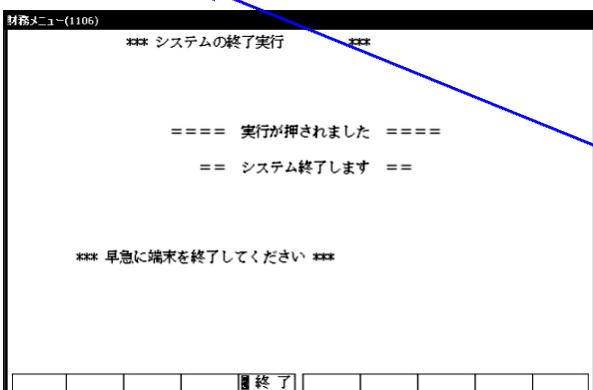 財務メニュー(1106)
*** システムの終了実行 ***
==== 実行が押されました ====
== システム終了します ==
*** 早急に端末を終了してください ***
終 了